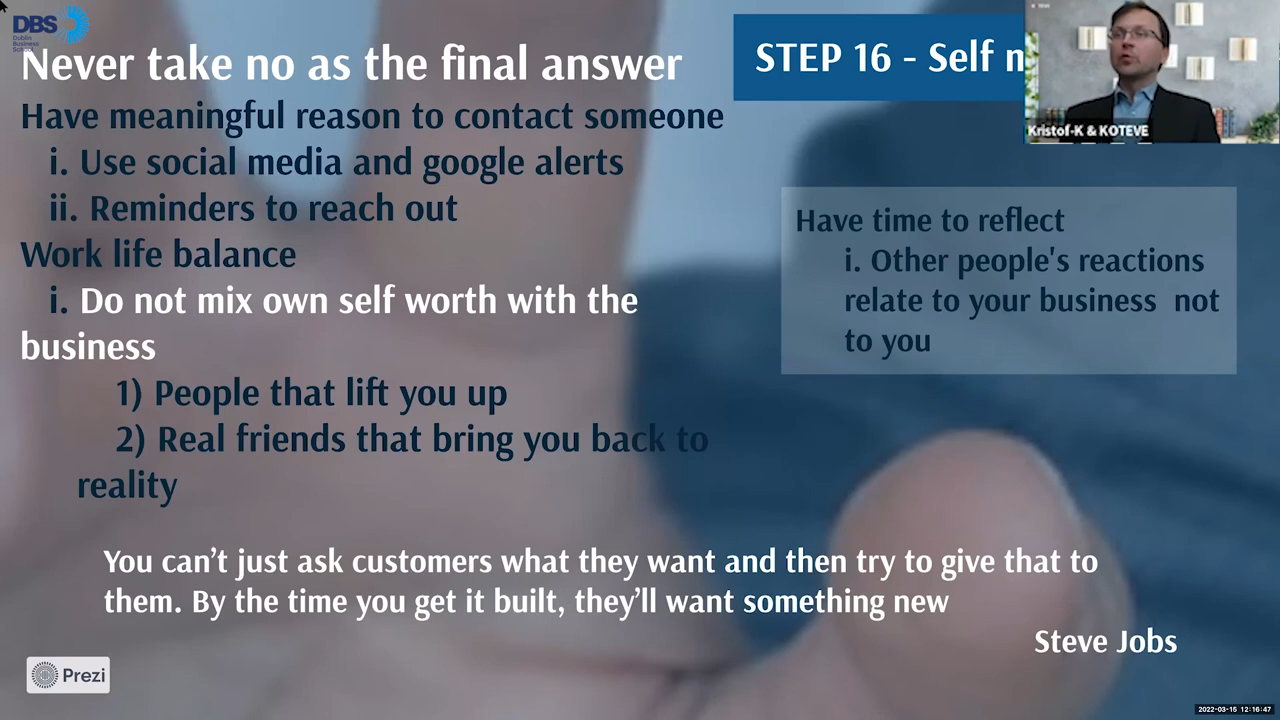 DBS
Dublin
Business
School
Never take no as the final answer
Have meaningful reason to contact someone
i. Use social media and google alerts
ii. Reminders to reach out
Work life balance
i. Do not mix own self worth with the
business
1) People that lift you up
2) Real friends that bring you back to
reality
STEP 16 - Self
Kristof-K & KOTEVE
Have time to reflect
i. Other people's reactions
relate to your business not
to you
You can’t just ask customers what they want and then try to give that to
them. By the time you get it built, they’ll want something new
Steve Jobs
Prezi
2022-03-15 12:16:47